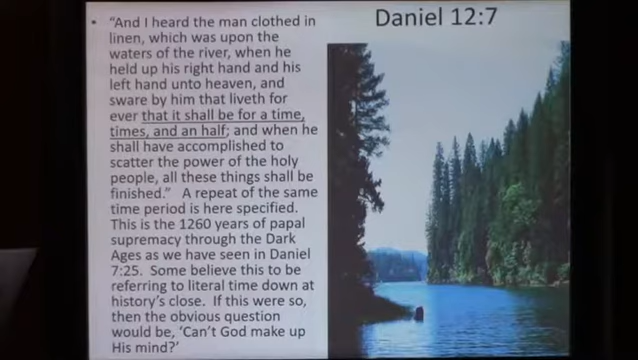 Daniel 12:7
• “And I heard the man clothed in
linen, which was upon the
waters of the river, when he
held up his right hand and his
left hand unto heaven, and
sware by him that liveth for
ever that it shall be for a time,
times, and an half; and when he
shall have accomplished to
scatter the power of the holy
people, all these things shall be
finished.”  A repeat of the same
time period is here specified.
This is the 1260 years of papal
supremacy through the Dark
Ages as we have seen in Daniel
7:25.  Some believe this to be
referring to literal time down at
history’s close.  If this were so,
then the obvious question
would be, ‘Can’t God make up
His mind?’